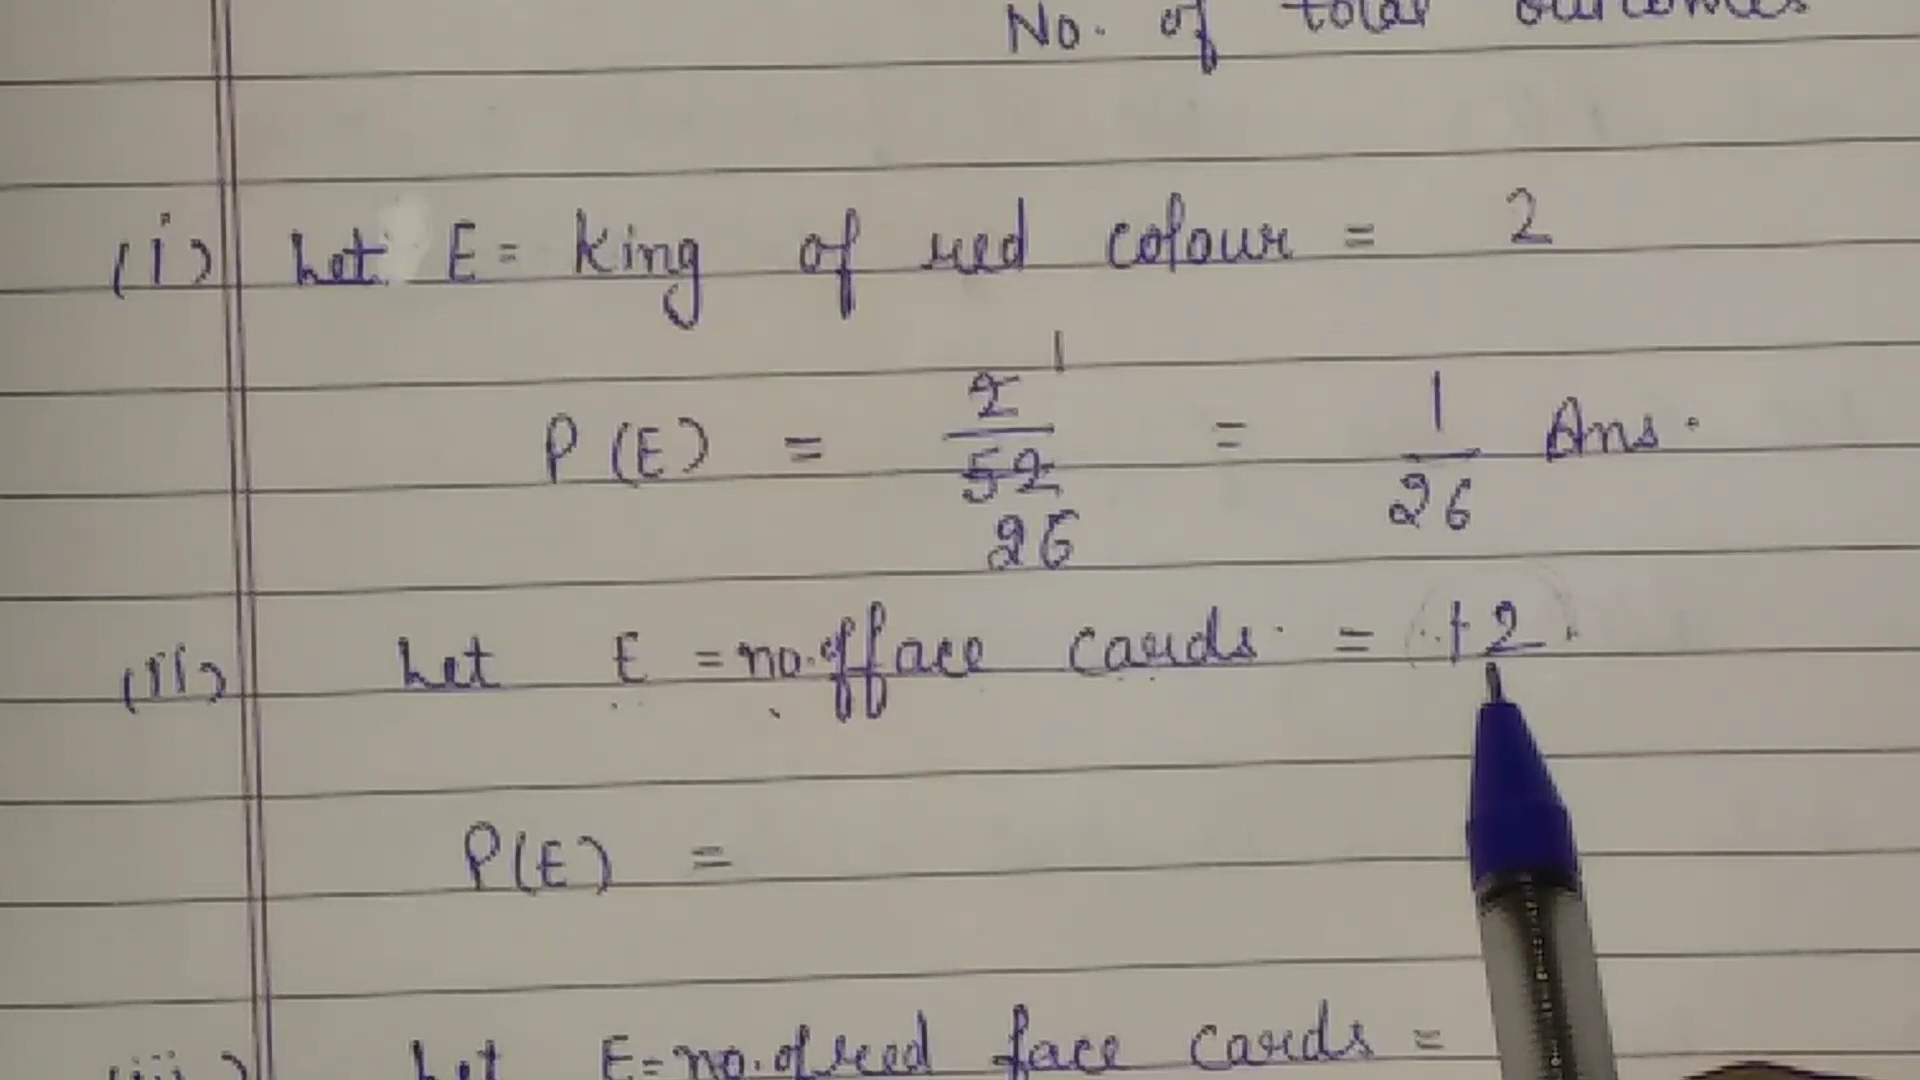 No. of total outcomes
(i) Let E = king of red colour = 2
P(E) = 2/52 1 26 = 1/26 Ans.
(ii) Let E = no. of face cards = 12
P(E) =
(iii) Let E = no. of red face cards =